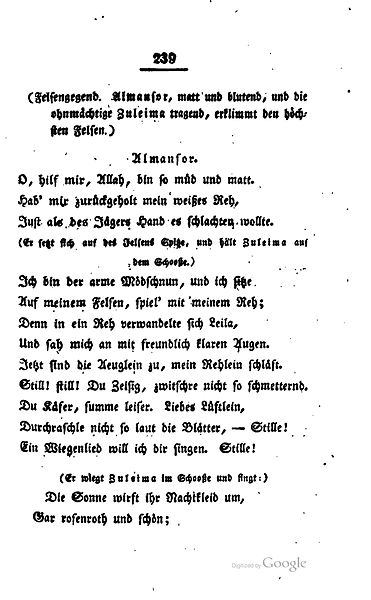 239
(Felsengegend. Almansor, matt und blutend, und die
ohnmächtige Zuleima tragend, erklimmt den höch-
sten Felsen.)
Almansor.
O, hilf mir, Allah, bin so müd und matt.
Hab' mir zurückgeholt mein weißes Reh,
Just als des Jägers Hand es schlachten wollte.
(Er setzt sich auf des Felsens Spitze, und hält Zuleima auf
dem Schooße.)
Ich bin der arme Mödschnun, und ich sitze
Auf meinem Felsen, spiel' mit meinem Reh;
Denn in ein Reh verwandelte sich Leila,
Und sah mich an mit freundlich klaren Augen.
Jetzt sind die Aeuglein zu, mein Rehlein schläft.
Still! still! Du Zeisig, zwitschre nicht so schmetternd.
Du Käfer, summe leiser. Liebes Lüftlein,
Durchraschle nicht so laut die Blätter, — Stille!
Ein Wiegenlied will ich dir singen. Stille!
(Er wiegt Zuleima im Schooße und singt:)
Die Sonne wirft ihr Nachtkleid um,
Gar rosenroth und schön;
Digitized by Google